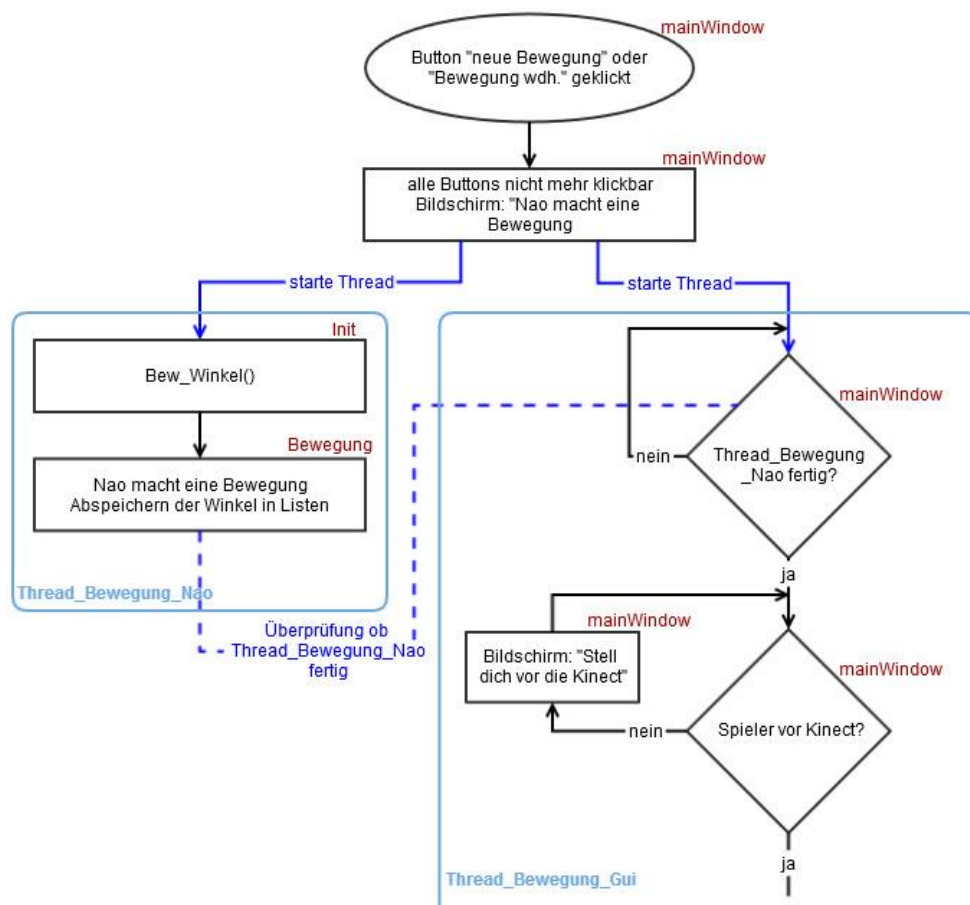 mainWindow
Button "neue Bewegung" oder
"Bewegung wdh." geklickt
mainWindow
alle Buttons nicht mehr klickbar
Bildschirm: "Nao macht eine
Bewegung
starte Thread
starte Thread
Init
Bew_Winkel()
Bewegung
Nao macht eine Bewegung
Abspeichern der Winkel in Listen
Thread_Bewegung_Nao
Überprüfung ob
Thread_Bewegung_Nao
fertig
mainWindow
Thread_Bewegung
_Nao fertig?
nein
ja
mainWindow
Bildschirm: "Stell
dich vor die Kinect"
mainWindow
Spieler vor Kinect?
nein
ja
Thread_Bewegung_Gui